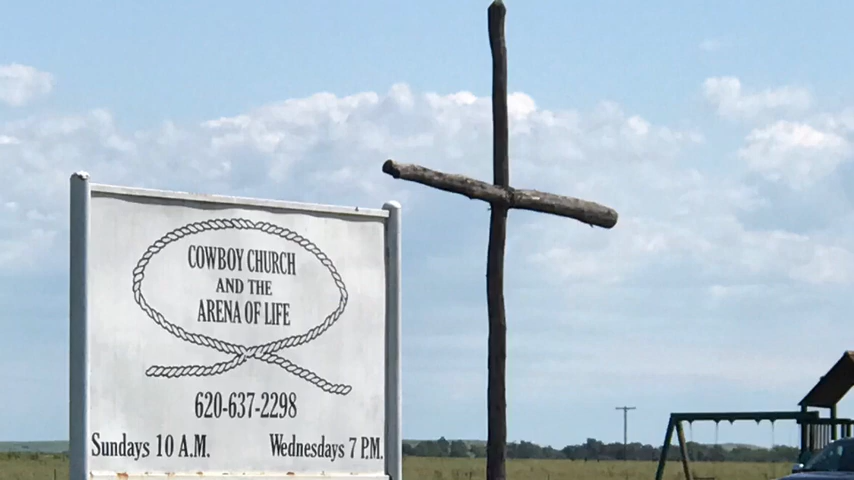 COWBOY CHURCH
AND THE
ARENA OF LIFE
620-637-2298
Sundays 10 A.M. Wednesdays 7 P.M.